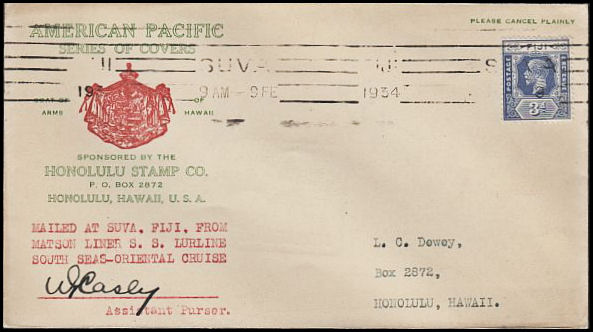 AMERICAN PACIFIC
SERIES OF COVERS
PLEASE CANCEL PLAINLY
FIJI
POSTAGE
3d
SUVA
9 AM - 9 FE
1934
COAT OF
ARMS
OF
HAWAII
SPONSORED BY THE
HONOLULU STAMP CO.
P. O. BOX 2872
HONOLULU, HAWAII, U. S. A.
MAILED AT SUVA, FIJI, FROM
MATSON LINER S. S. LURLINE
SOUTH SEAS-ORIENTAL CRUISE
Assistant Purser.
L. C. Dewey,
Box 2872,
HONOLULU, HAWAII.